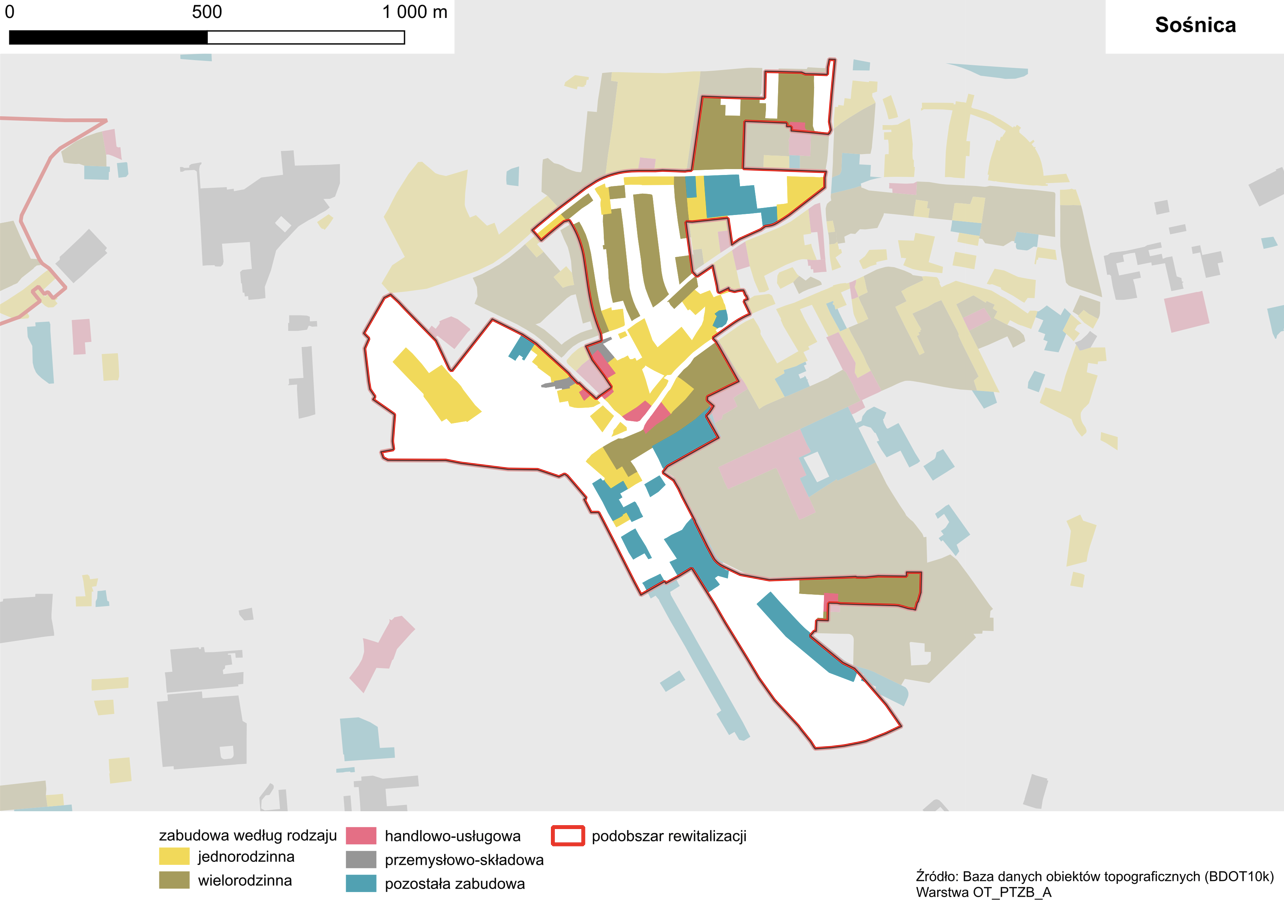 0 500 1 000 m
Sośnica
zabudowa według rodzaju
jednorodzinna
wielorodzinna
handlowo-usługowa
przemysłowo-składowa
pozostała zabudowa
podobszar rewitalizacji
Źródło: Baza danych obiektów topograficznych (BDOT10k)
Warstwa OT_PTZB_A